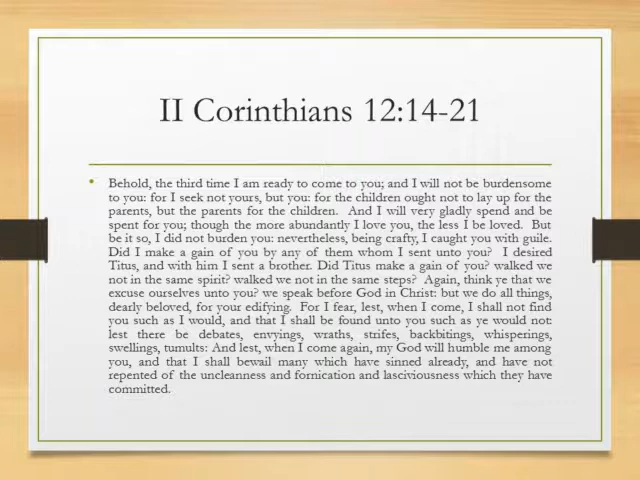 II Corinthians 12:14-21
• Behold, the third time I am ready to come to you; and I will not be burdensome
to you: for I seek not yours, but you: for the children ought not to lay up for the
parents, but the parents for the children. And I will very gladly spend and be
spent for you; though the more abundantly I love you, the less I be loved. But
be it so, I did not burden you: nevertheless, being crafty, I caught you with guile.
Did I make a gain of you by any of them whom I sent unto you? I desired
Titus, and with him I sent a brother. Did Titus make a gain of you? walked we
not in the same spirit? walked we not in the same steps? Again, think ye that we
excuse ourselves unto you? we speak before God in Christ: but we do all things,
dearly beloved, for your edifying. For I fear, lest, when I come, I shall not find
you such as I would, and that I shall be found unto you such as ye would not:
lest there be debates, envyings, wraths, strifes, backbitings, whisperings,
swellings, tumults: And lest, when I come again, my God will humble me among
you, and that I shall bewail many which have sinned already, and have not
repented of the uncleanness and fornication and lasciviousness which they have
committed.